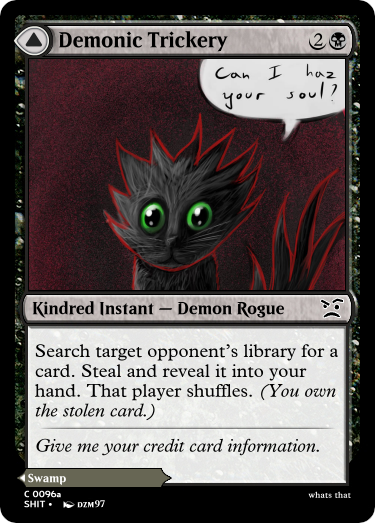 Demonic Trickery 2
Can I haz
your soul?
Kindred Instant — Demon Rogue
Search target opponent's library for a
card. Steal and reveal it into your
hand. That player shuffles. (You own
the stolen card.)
Give me your credit card information.
Swamp
C 0096a
SHIT • DZM97
whats that